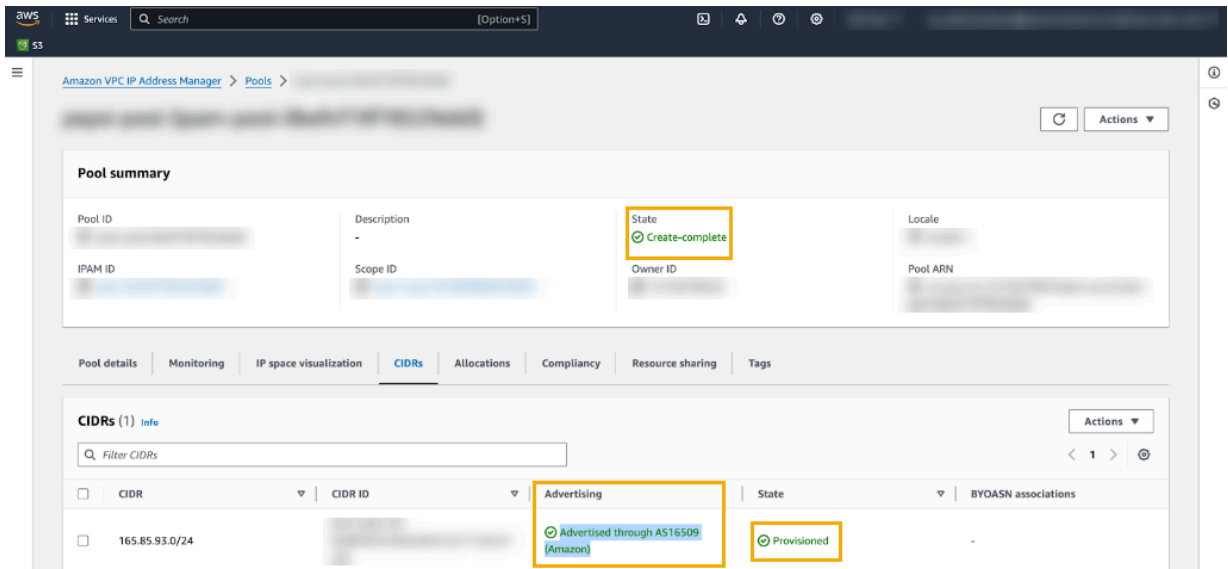 aws
Services
Search
[Option+S]
S3
Amazon VPC IP Address Manager > Pools >
Actions
Pool summary
Pool ID
Description
State
Locale
-
Create-complete
IPAM ID
Scope ID
Owner ID
Pool ARN
Pool details
Monitoring
IP space visualization
CIDRs
Allocations
Compliancy
Resource sharing
Tags
CIDRs (1) Info
Actions
Filter CIDRs
< 1 >
CIDR
CIDR ID
Advertising
State
BYOASN associations
165.85.93.0/24
Advertised through AS16509
(Amazon)
Provisioned
-